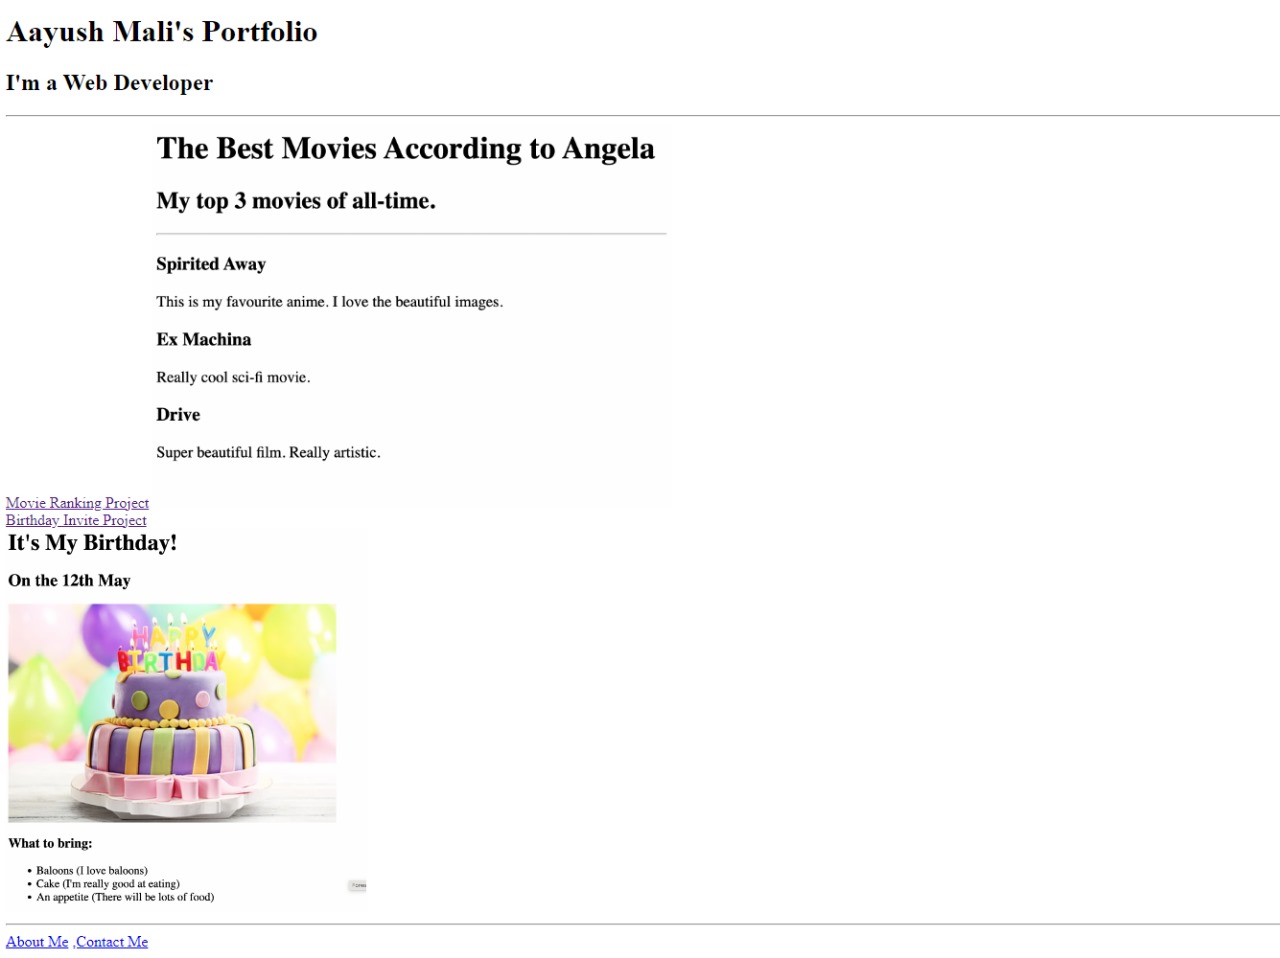 Aayush Mali's Portfolio
I'm a Web Developer
The Best Movies According to Angela
My top 3 movies of all-time.
Spirited Away
This is my favourite anime. I love the beautiful images.
Ex Machina
Really cool sci-fi movie.
Drive
Super beautiful film. Really artistic.
Movie Ranking Project
Birthday Invite Project
It's My Birthday!
On the 12th May
HAPPY
BIRTHDAY
What to bring:
• Baloons (I love baloons)
• Cake (I'm really good at eating)
• An appetite (There will be lots of food)
About Me ,Contact Me